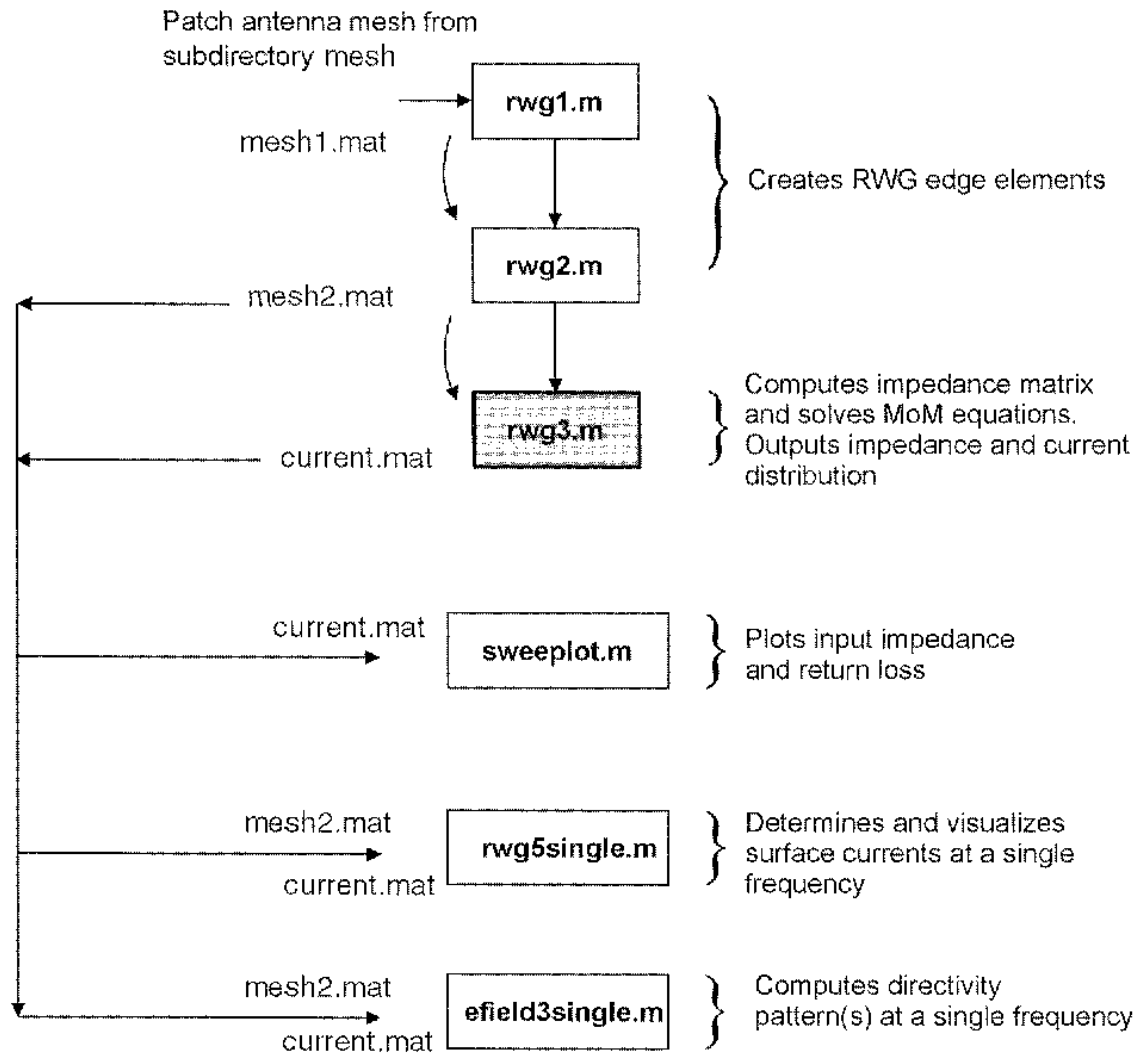 Patch antenna mesh from
subdirectory mesh
rwg1.m
mesh1.mat
Creates RWG edge elements
rwg2.m
mesh2.mat
Computes impedance matrix
and solves MoM equations.
Outputs impedance and current
distribution
rwg3.m
current.mat
current.mat
sweeplot.m
Plots input impedance
and return loss
mesh2.mat
current.mat
rwg5single.m
Determines and visualizes
surface currents at a single
frequency
mesh2.mat
current.mat
efield3single.m
Computes directivity
pattern(s) at a single frequency